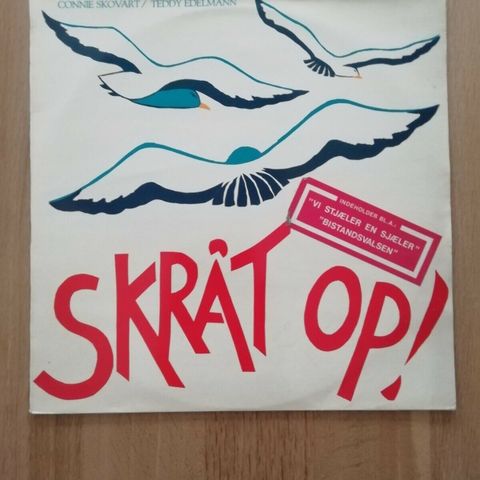 CONNIE SKOVART / TEDDY EDELMANN
INDEHOLDER BL.A.:
"VI STJÆLER EN SJÆLER"
"BISTANDSVALSEN"
SKRÅT OP!